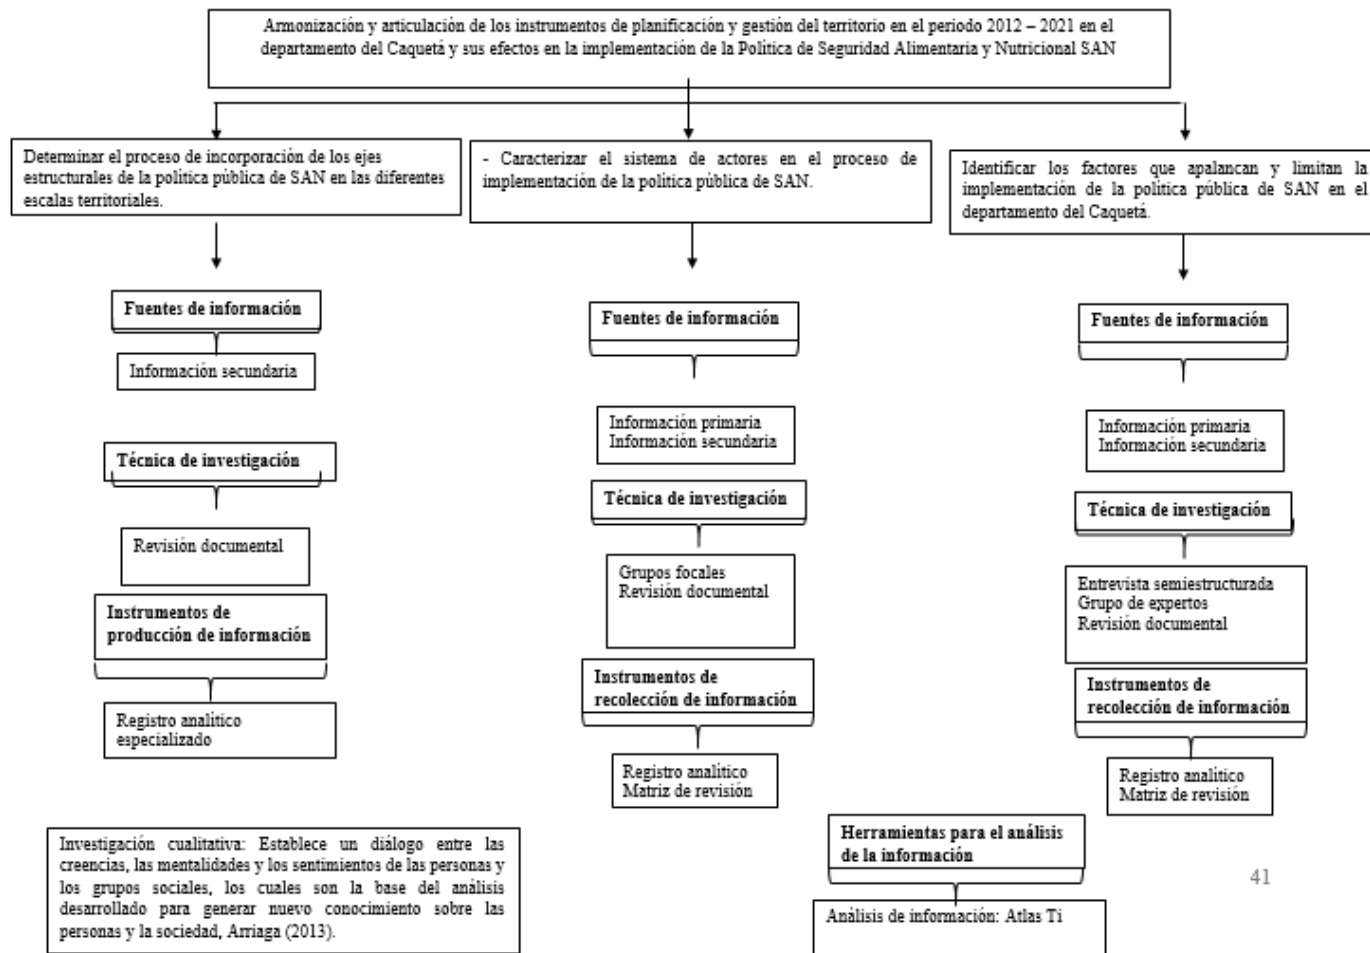 Armonización y articulación de los instrumentos de planificación y gestión del territorio en el periodo 2012 – 2021 en el
departamento del Caquetá y sus efectos en la implementación de la Política de Seguridad Alimentaria y Nutricional SAN
Determinar el proceso de incorporación de los ejes
estructurales de la política pública de SAN en las diferentes
escalas territoriales.
Fuentes de información
Información secundaria
Técnica de investigación
Revisión documental
Instrumentos de
producción de información
Registro analítico
especializado
- Caracterizar el sistema de actores en el proceso de
implementación de la política pública de SAN.
Fuentes de información
Información primaria
Información secundaria
Técnica de investigación
Grupos focales
Revisión documental
Instrumentos de
recolección de información
Registro analítico
Matriz de revisión
Identificar los factores que apalancan y limitan la
implementación de la política pública de SAN en el
departamento del Caquetá.
Fuentes de información
Información primaria
Información secundaria
Técnica de investigación
Entrevista semiestructurada
Grupo de expertos
Revisión documental
Instrumentos de
recolección de información
Registro analítico
Matriz de revisión
Investigación cualitativa: Establece un diálogo entre las
creencias, las mentalidades y los sentimientos de las personas y
los grupos sociales, los cuales son la base del análisis
desarrollado para generar nuevo conocimiento sobre las
personas y la sociedad, Arriaga (2013).
Herramientas para el análisis
de la información
Análisis de información: Atlas Ti
41